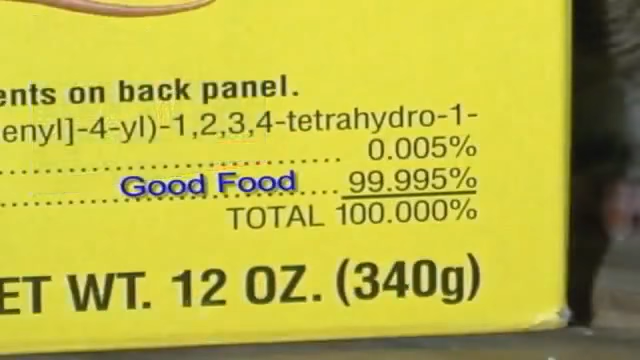 ents on back panel.
enyl]-4-yl)-1,2,3,4-tetrahydro-1-
................................ 0.005%
................ Good Food .... 99.995%
TOTAL 100.000%
ET WT. 12 OZ. (340g)